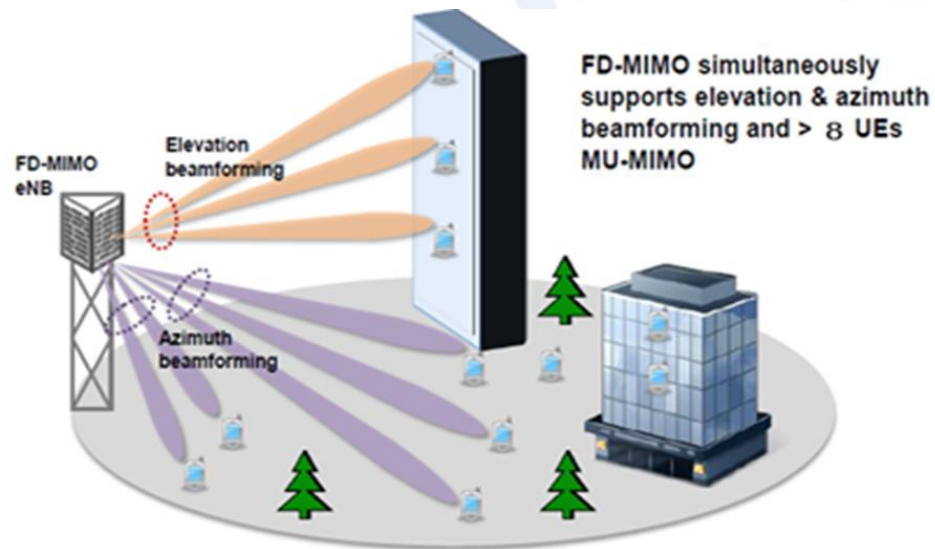 FD-MIMO simultaneously
supports elevation & azimuth
beamforming and > 8 UEs
MU-MIMO
Elevation
beamforming
FD-MIMO
eNB
Azimuth
beamforming